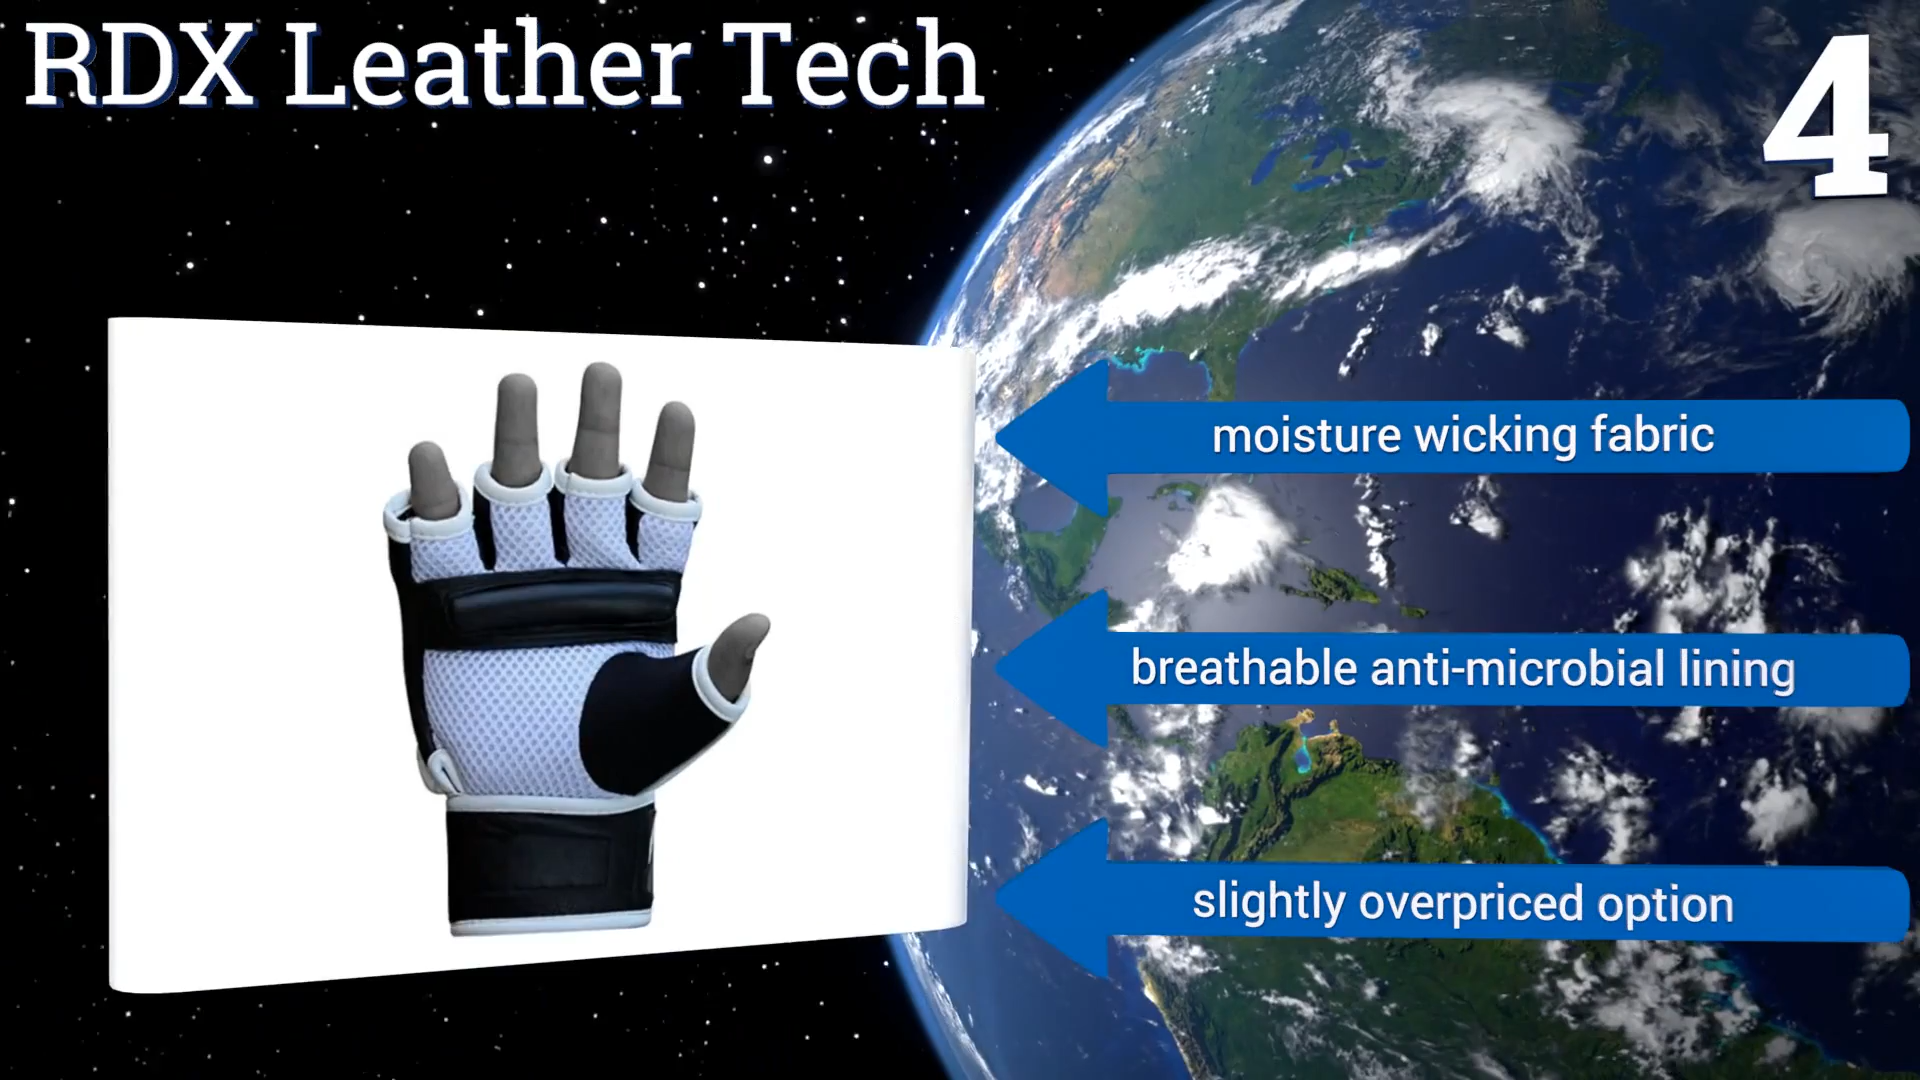 RDX Leather Tech
4
moisture wicking fabric
breathable anti-microbial lining
slightly overpriced option